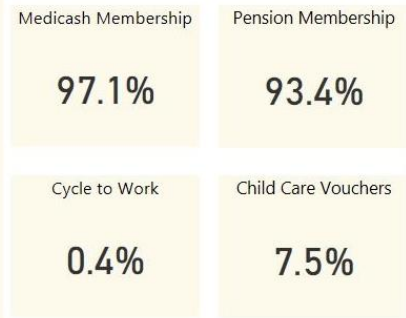 Medicash Membership
97.1%
Pension Membership
93.4%
Cycle to Work
0.4%
Child Care Vouchers
7.5%